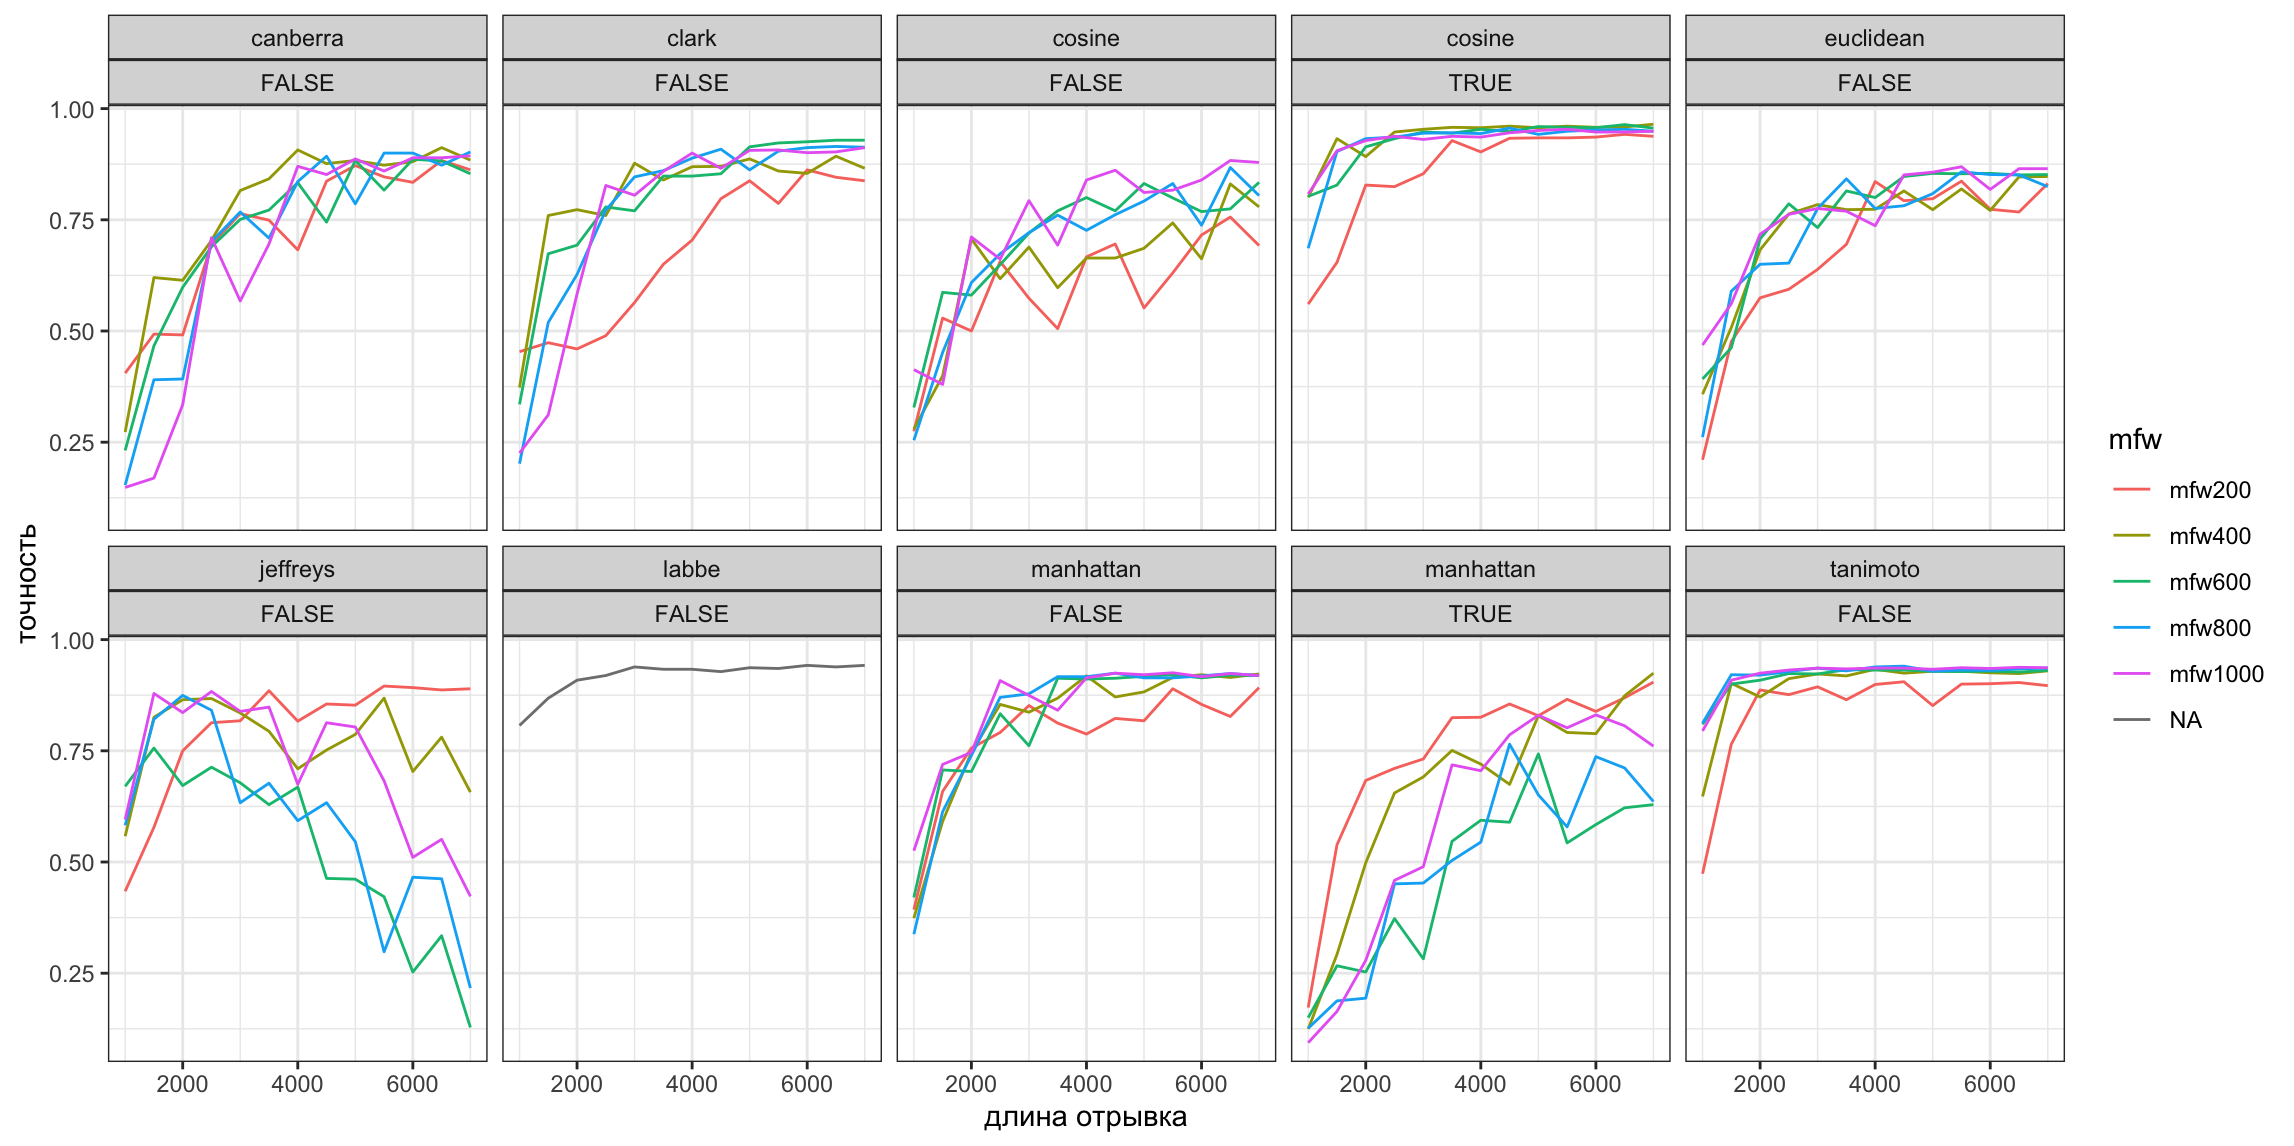 canberra
clark
cosine
cosine
euclidean
FALSE
FALSE
FALSE
TRUE
FALSE
1.00
0.75
0.50
0.25
jeffreys
labbe
manhattan
manhattan
tanimoto
FALSE
FALSE
FALSE
TRUE
FALSE
1.00
0.75
0.50
0.25
2000 4000 6000
2000 4000 6000
2000 4000 6000
2000 4000 6000
2000 4000 6000
длина отрывка
точность
mfw
mfw200
mfw400
mfw600
mfw800
mfw1000
NA